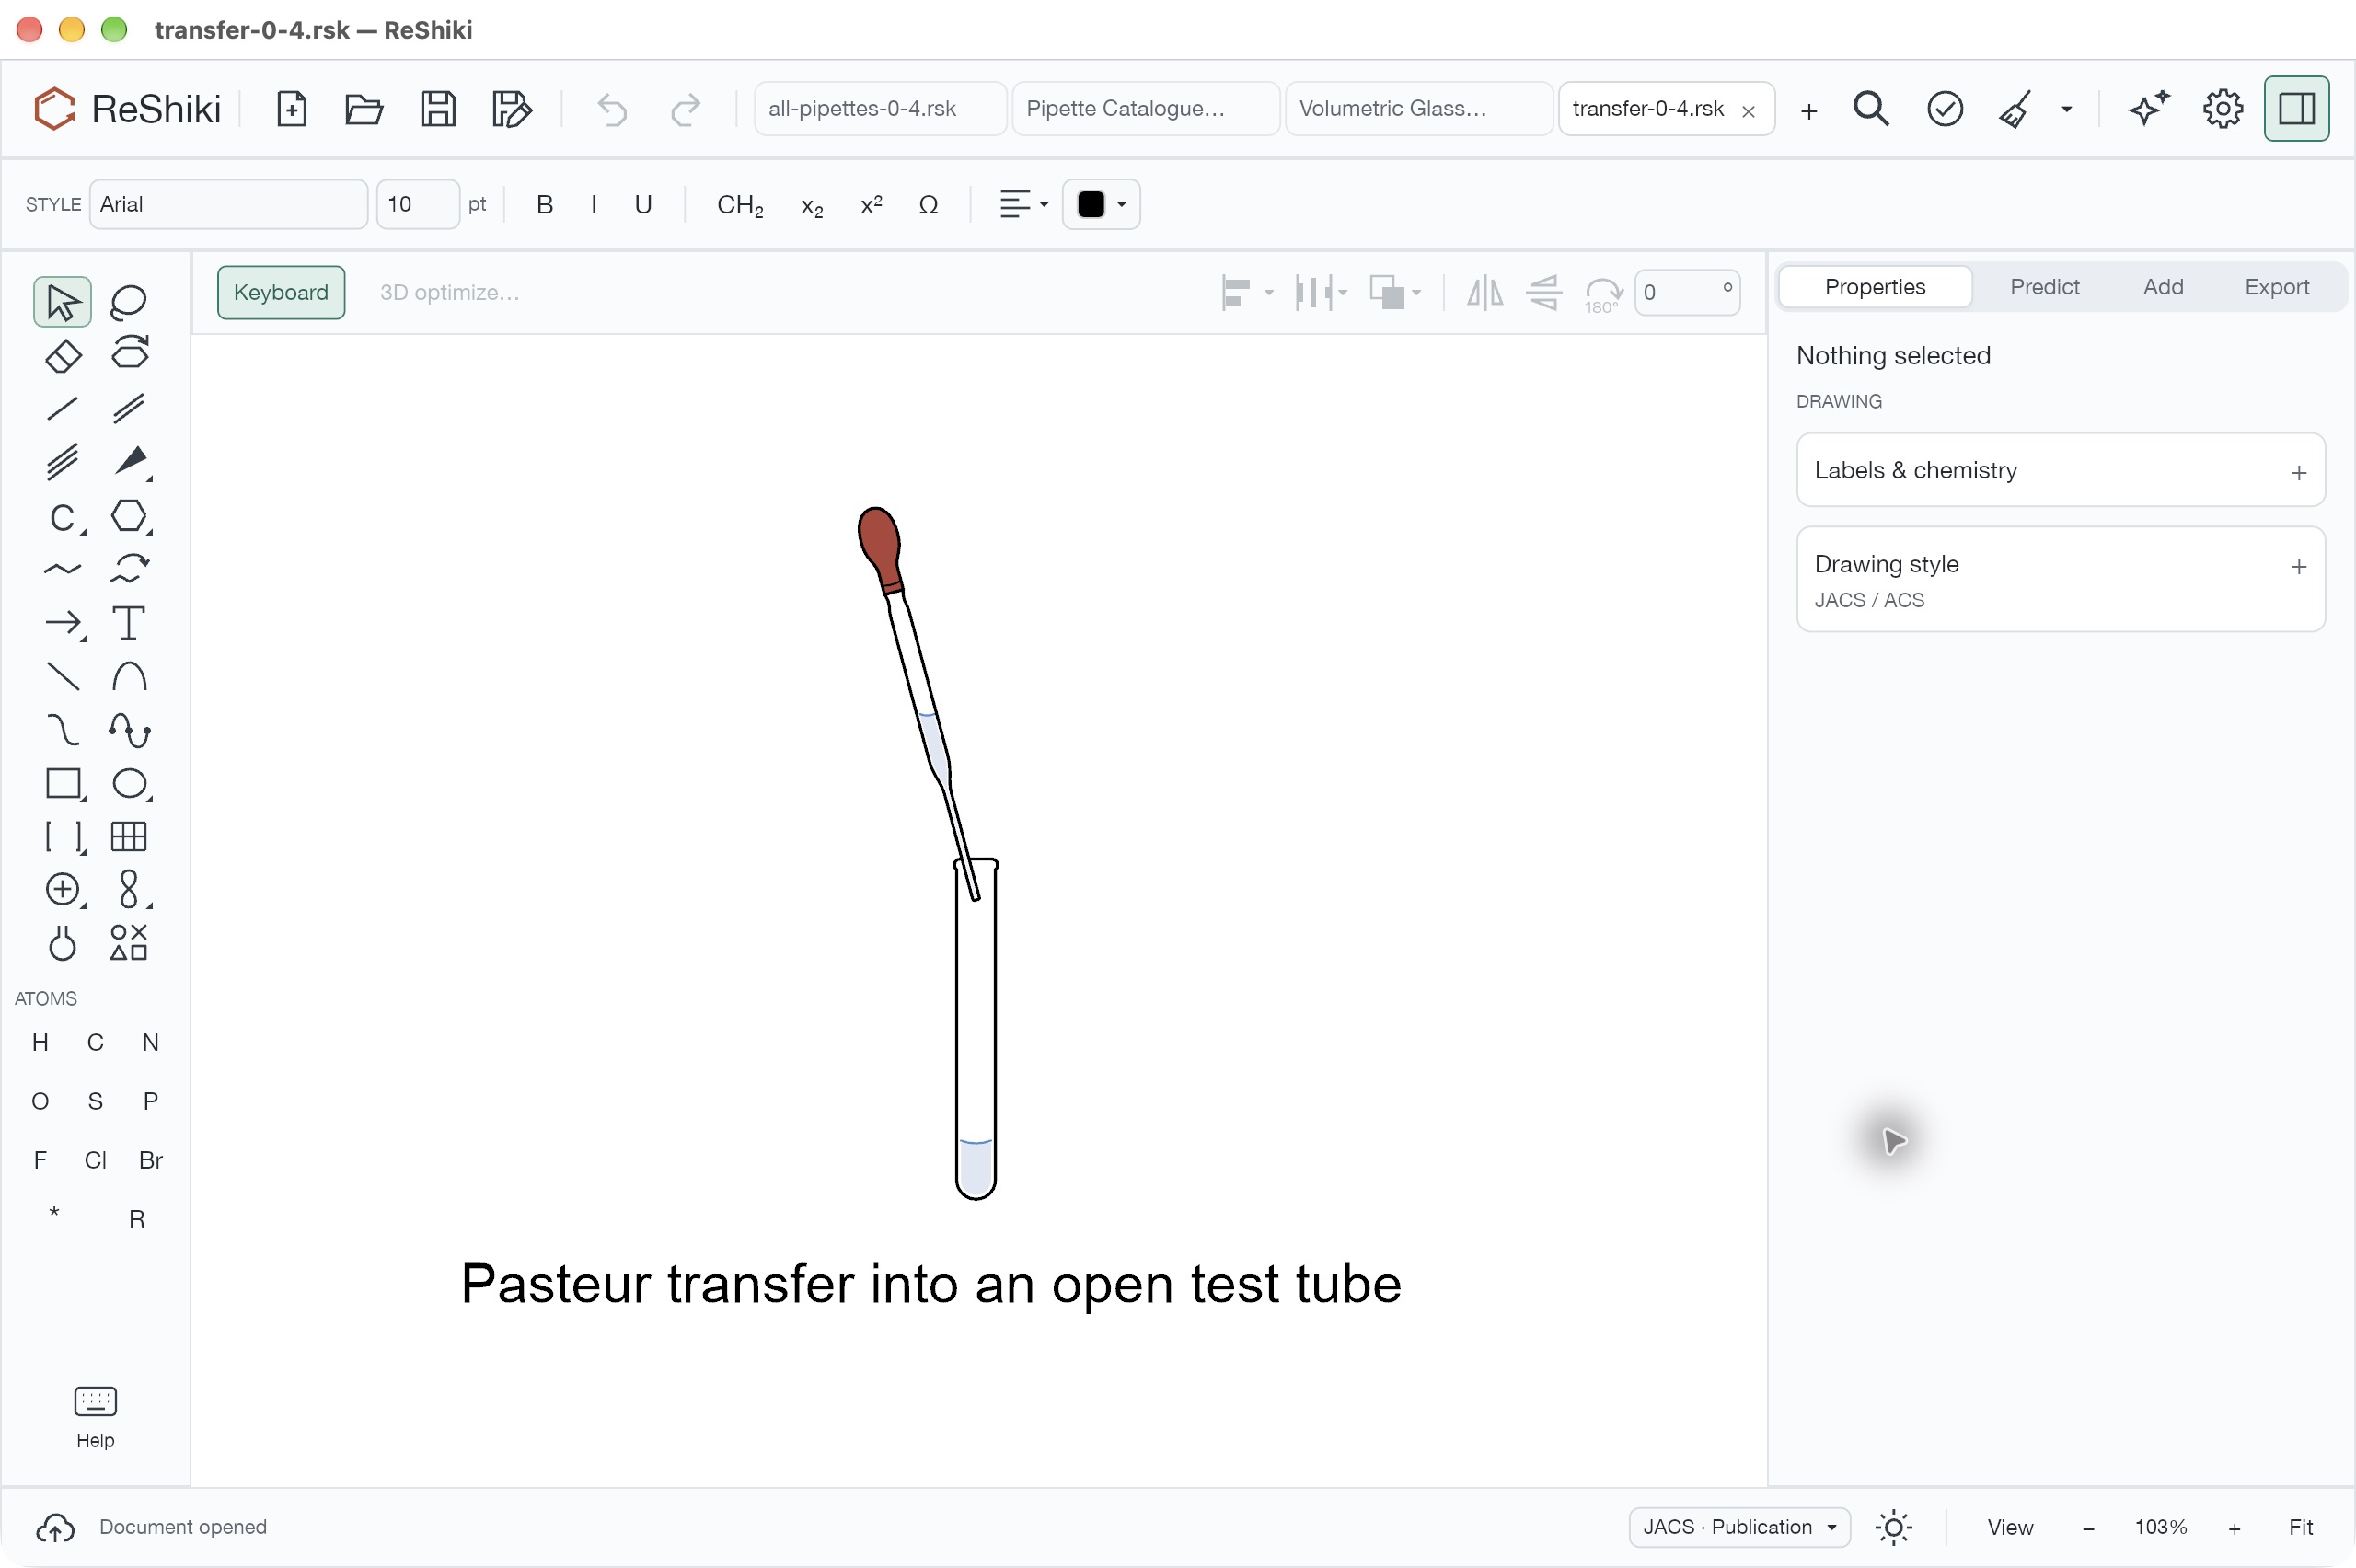 transfer-0-4.rsk — ReShiki
ReShiki
all-pipettes-0-4.rsk
Pipette Catalogue...
Volumetric Glass...
transfer-0-4.rsk ×
+
STYLE Arial 10 pt B I U CH₂ x₂ x² Ω
Keyboard 3D optimize... 180° 0 °
Properties Predict Add Export
Nothing selected
DRAWING
Labels & chemistry +
Drawing style +
JACS / ACS
C
T
ATOMS
H C N
O S P
F Cl Br
* R
Pasteur transfer into an open test tube
Help
Document opened
JACS · Publication View − 103% + Fit